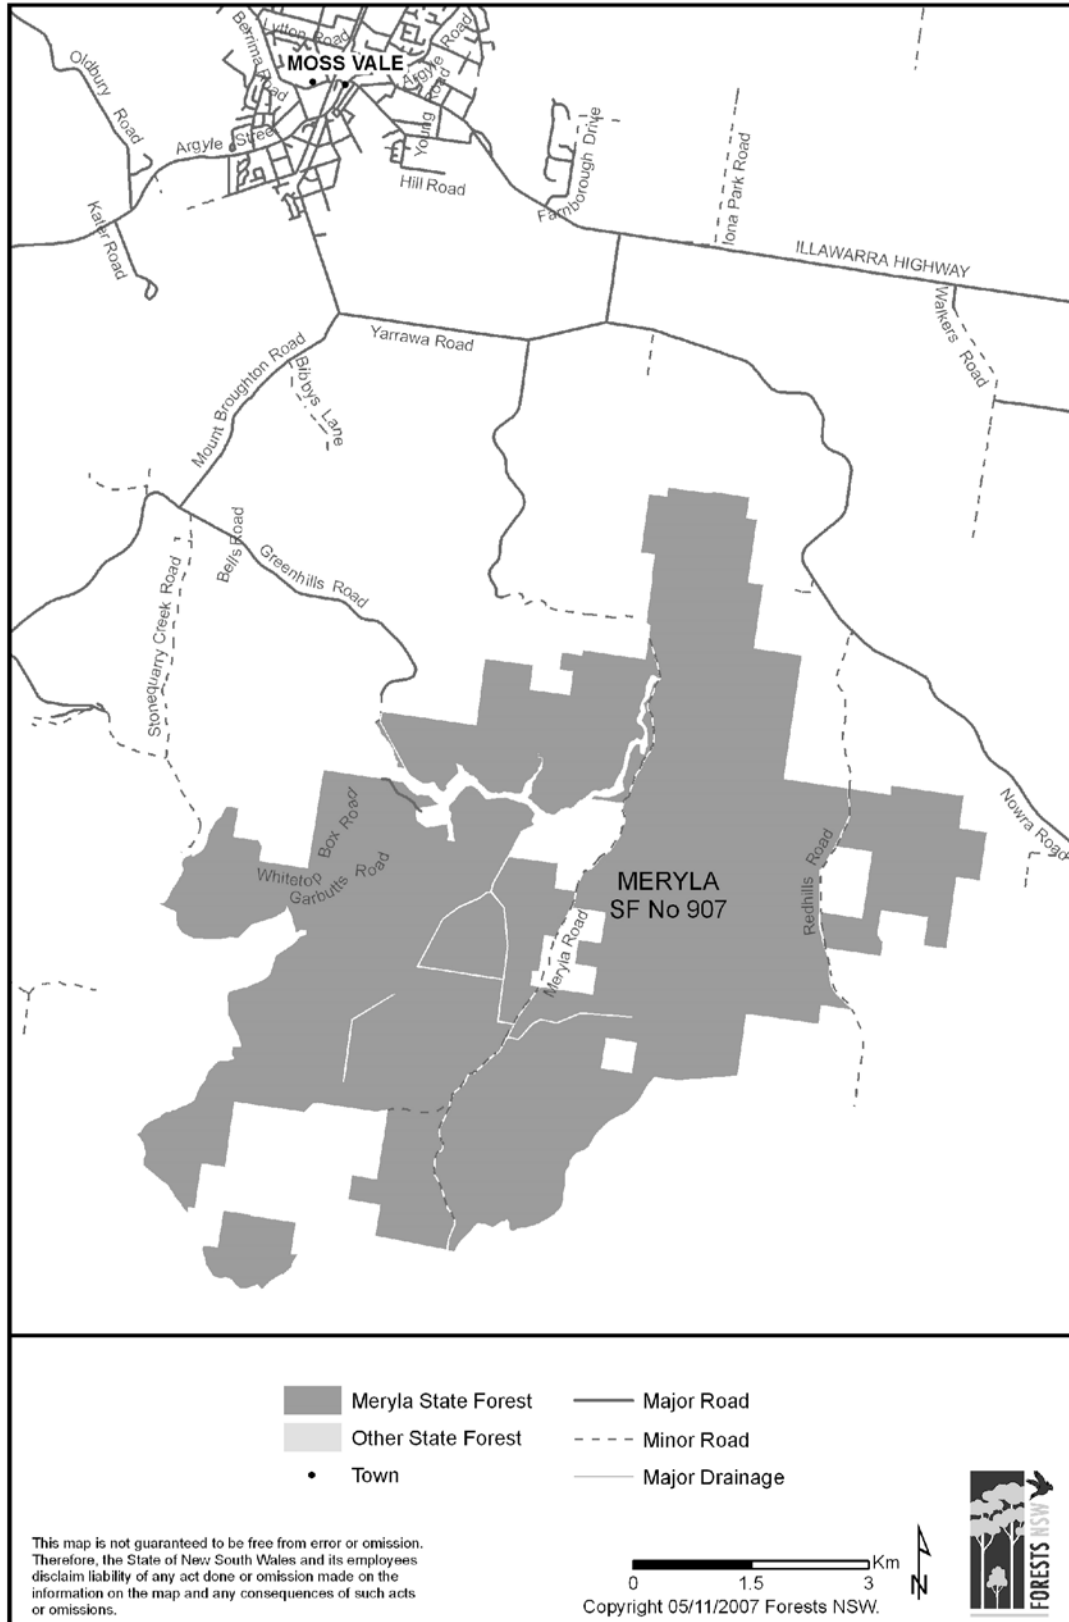 Lytton Road
Berrima Road
Argyle Road
Oldbury Road
MOSS VALE
Young Road
Argyle Street
Hill Road
Farnborough Drive
Iona Park Road
Kater Road
ILLAWARRA HIGHWAY
Walkers Road
Yarrawa Road
Mount Broughton Road
Bibbys Lane
Bells Road
Greenhills Road
Stonequarry Creek Road
Nowra Road
Whitetop Box Road
Garbutts Road
MERYLA
SF No 907
Redhills Road
Meryla Road
Meryla State Forest
Other State Forest
Town
Major Road
Minor Road
Major Drainage
This map is not guaranteed to be free from error or omission.
Therefore, the State of New South Wales and its employees
disclaim liability of any act done or omission made on the
information on the map and any consequences of such acts
or omissions.
Km
0 1.5 3
Copyright 05/11/2007 Forests NSW.
N
FORESTS NSW